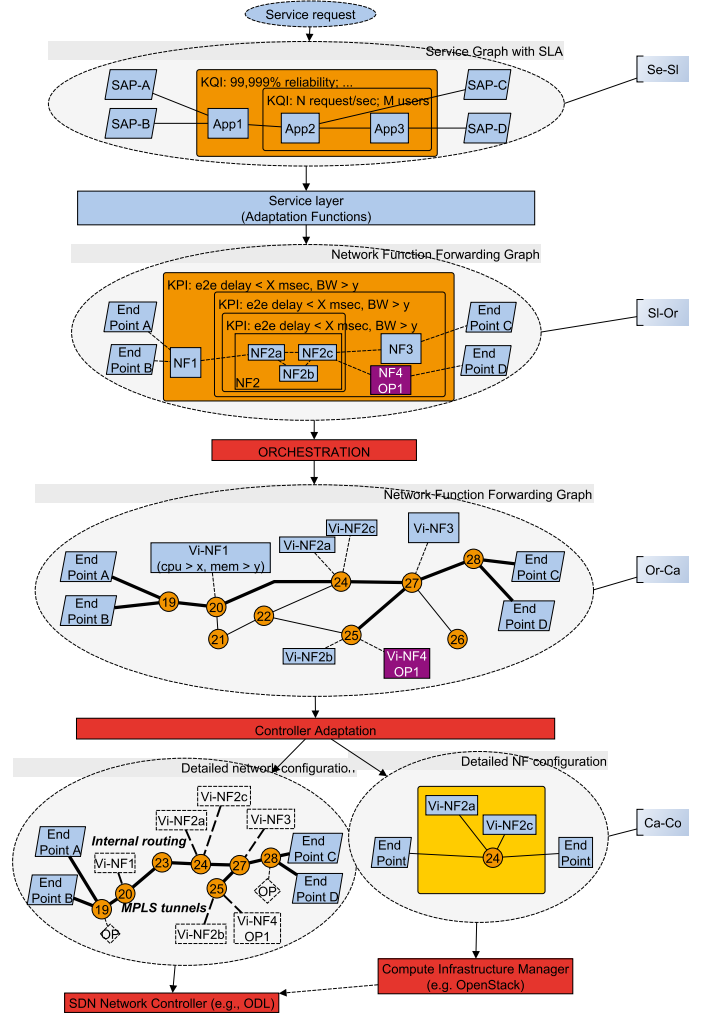 Service request
Service Graph with SLA
Se-Sl
SAP-A
KQI: 99,999% reliability; ...
SAP-C
KQI: N request/sec; M users
SAP-B
App1
App2
App3
SAP-D
Service layer
(Adaptation Functions)
Network Function Forwarding Graph
KPI: e2e delay < X msec, BW > y
KPI: e2e delay < X msec, BW > y
KPI: e2e delay < X msec, BW > y
End
Point A
End
Point C
Sl-Or
End
Point B
NF1
NF2a
NF2c
NF2b
NF2
NF3
NF4
OP1
End
Point D
ORCHESTRATION
Network Function Forwarding Graph
Vi-NF2c
Vi-NF3
Vi-NF2a
Vi-NF1
(cpu > x, mem > y)
End
Point A
28
End
Point C
Or-Ca
24
27
19
20
End
Point B
22
End
Point D
21
25
26
Vi-NF2b
Vi-NF4
OP1
Controller Adaptation
Detailed network configuratio..
Detailed NF configuration
Vi-NF2c
Vi-NF2a
Vi-NF3
Internal routing
End
Point A
Vi-NF1
23
24
27
28
End
Point C
End
Point B
20
25
OP
End
Point D
19
MPLS tunnels
OP
Vi-NF2b
Vi-NF4
OP1
Vi-NF2a
Vi-NF2c
End
Point
24
End
Point
Ca-Co
Compute Infrastructure Manager
(e.g. OpenStack)
SDN Network Controller (e.g., ODL)